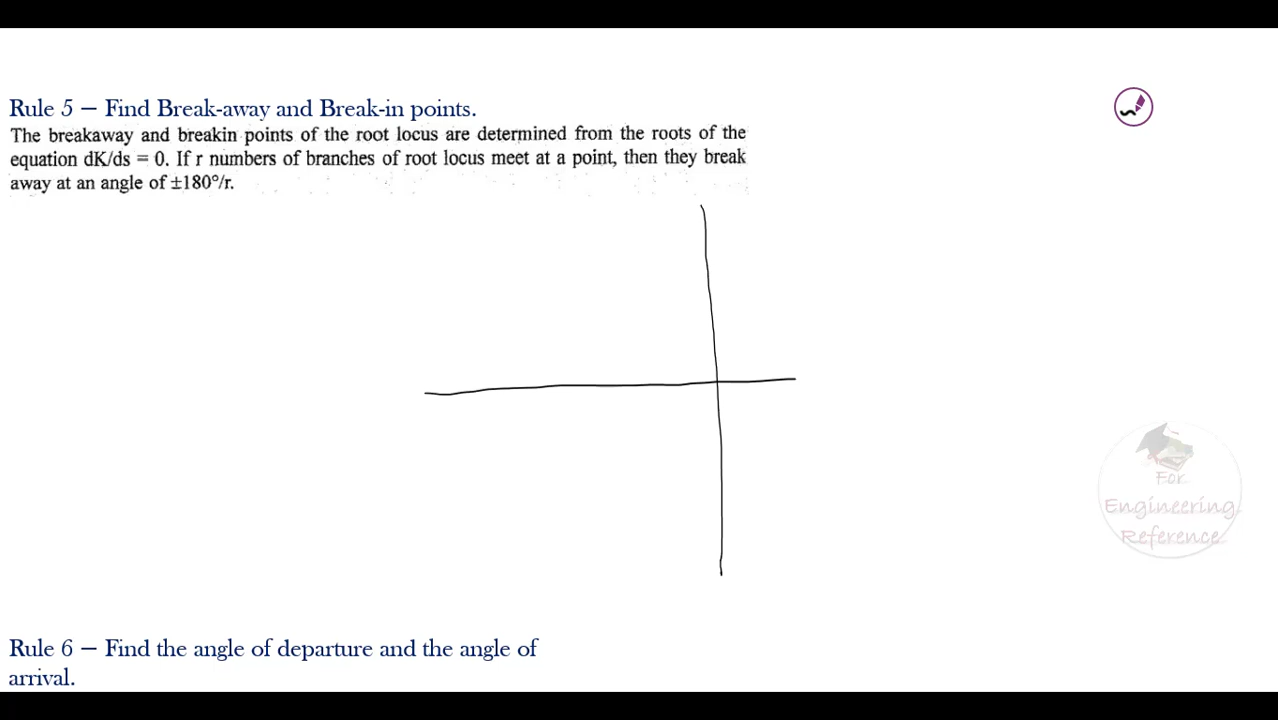 Rule 5 – Find Break-away and Break-in points.
The breakaway and breakin points of the root locus are determined from the roots of the
equation dK/ds = 0. If r numbers of branches of root locus meet at a point, then they break
away at an angle of ±180°/r.
For
Engineering
Reference
Rule 6 – Find the angle of departure and the angle of
arrival.